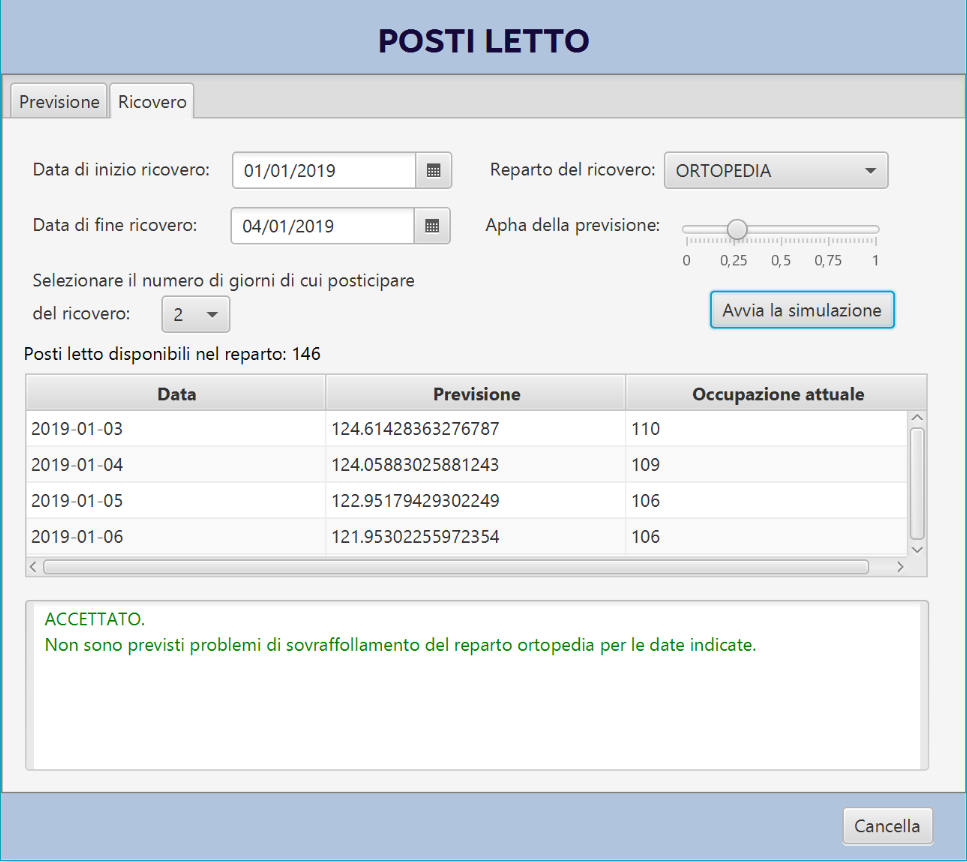 POSTI LETTO
Previsione Ricovero
Data di inizio ricovero: 01/01/2019 Reparto del ricovero: ORTOPEDIA
Data di fine ricovero: 04/01/2019 Apha della previsione:
0 0,25 0,5 0,75 1
Selezionare il numero di giorni di cui posticipare
del ricovero: 2 Avvia la simulazione
Posti letto disponibili nel reparto: 146
Data Previsione Occupazione attuale
2019-01-03 124.61428363276787 110
2019-01-04 124.05883025881243 109
2019-01-05 122.95179429302249 106
2019-01-06 121.95302255972354 106
ACCETTATO.
Non sono previsti problemi di sovraffollamento del reparto ortopedia per le date indicate.
Cancella